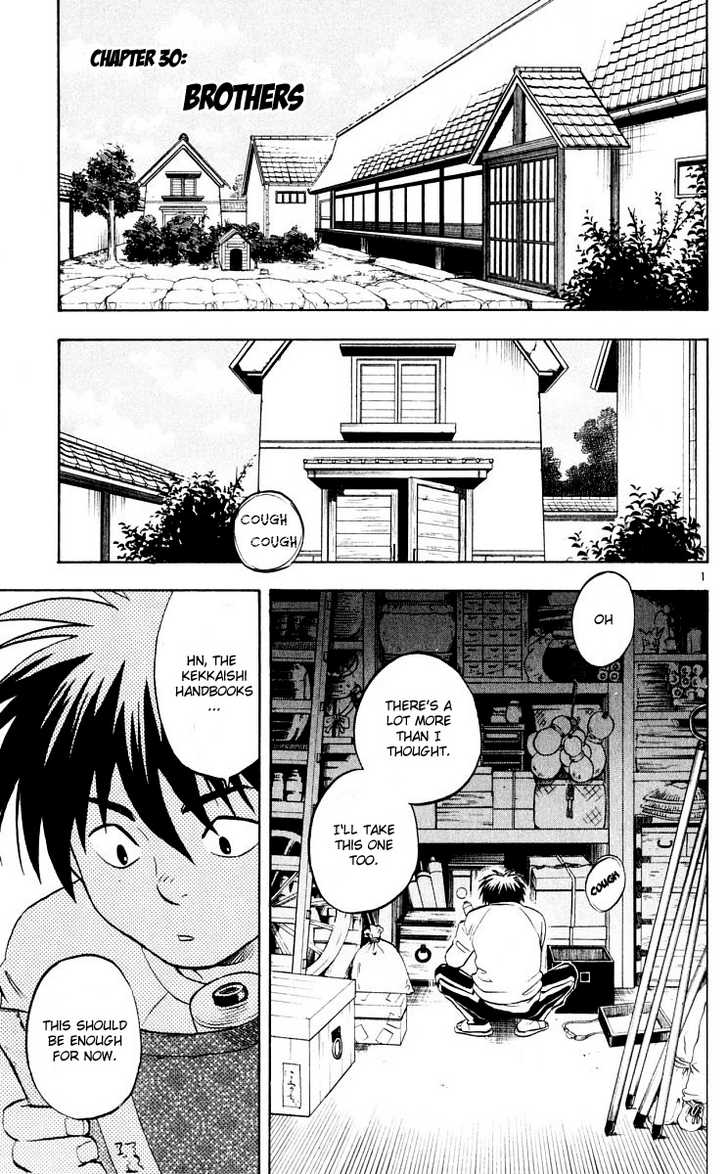 CHAPTER 30:
BROTHERS
COUGH
COUGH
1
OH
THERE'S A
LOT MORE
THAN I
THOUGHT.
I'LL TAKE
THIS ONE
TOO.
COUGH
HN, THE
KEKKAISHI
HANDBOOKS
...
THIS SHOULD
BE ENOUGH
FOR NOW.